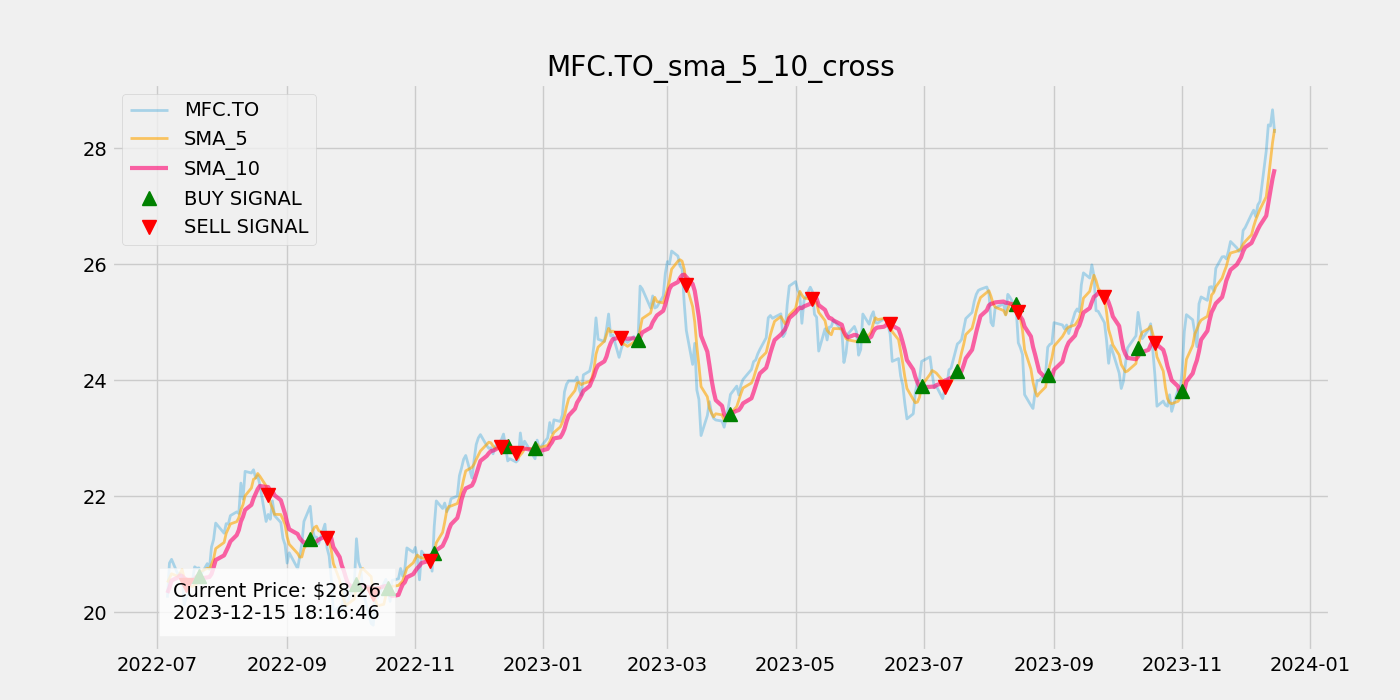 MFC.TO_sma_5_10_cross
MFC.TO
SMA_5
SMA_10
BUY SIGNAL
SELL SIGNAL
28
26
24
22
20
Current Price: $28.26
2023-12-15 18:16:46
2022-07
2022-09
2022-11
2023-01
2023-03
2023-05
2023-07
2023-09
2023-11
2024-01